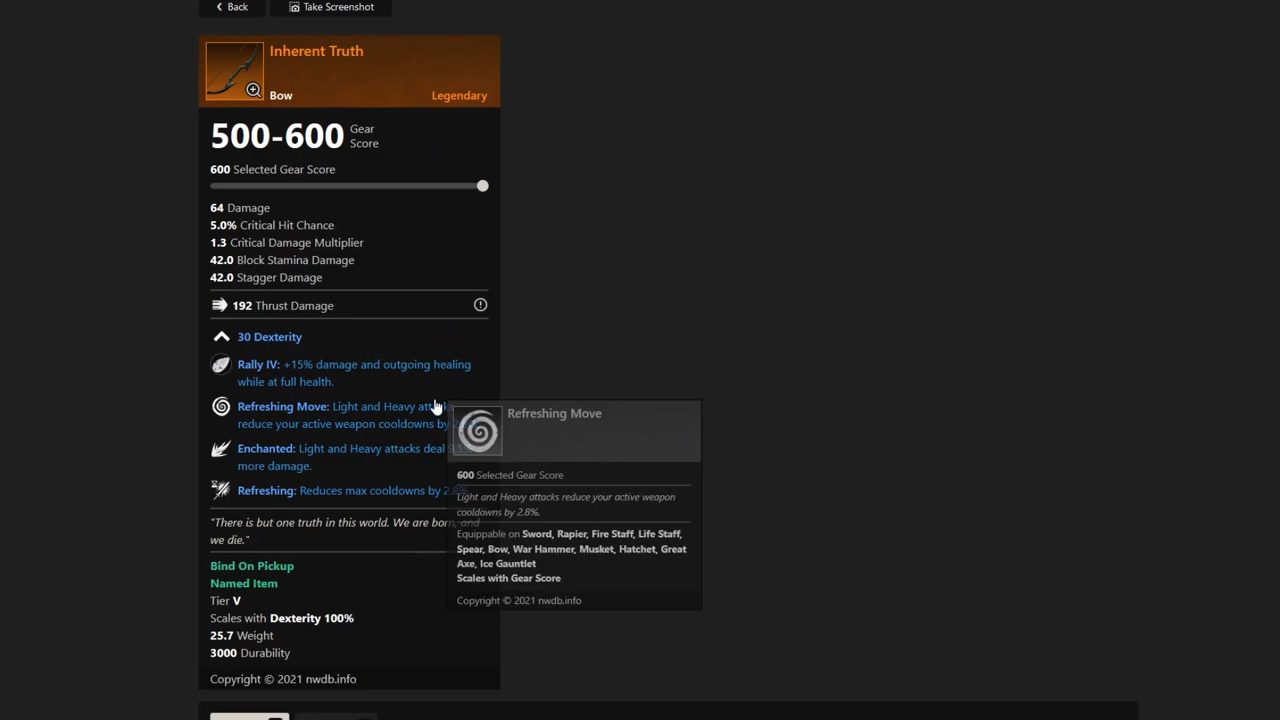 Back
Take Screenshot
Inherent Truth
Bow
Legendary
500-600 Gear Score
600 Selected Gear Score
64 Damage
5.0% Critical Hit Chance
1.3 Critical Damage Multiplier
42.0 Block Stamina Damage
42.0 Stagger Damage
192 Thrust Damage
30 Dexterity
Rally IV: +15% damage and outgoing healing
while at full health.
Refreshing Move: Light and Heavy attacks
reduce your active weapon cooldowns by
Enchanted: Light and Heavy attacks deal 9.5%
more damage.
Refreshing: Reduces max cooldowns by 2.8%
"There is but one truth in this world. We are born, and
we die."
Bind On Pickup
Named Item
Tier V
Scales with Dexterity 100%
25.7 Weight
3000 Durability
Copyright © 2021 nwdb.info
Refreshing Move
600 Selected Gear Score
Light and Heavy attacks reduce your active weapon
cooldowns by 2.8%.
Equippable on Sword, Rapier, Fire Staff, Life Staff,
Spear, Bow, War Hammer, Musket, Hatchet, Great
Axe, Ice Gauntlet
Scales with Gear Score
Copyright © 2021 nwdb.info